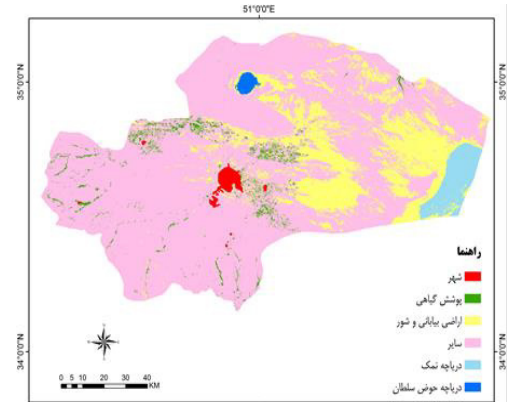 51°0'0"E
35°0'0"N
35°0'0"N
راهنما
شهر
پوشش گیاهی
اراضی بیابانی و شور
سایر
دریاچه نمک
دریاچه حوض سلطان
34°0'0"N
34°0'0"N
0 5 10 20 30 40
KM